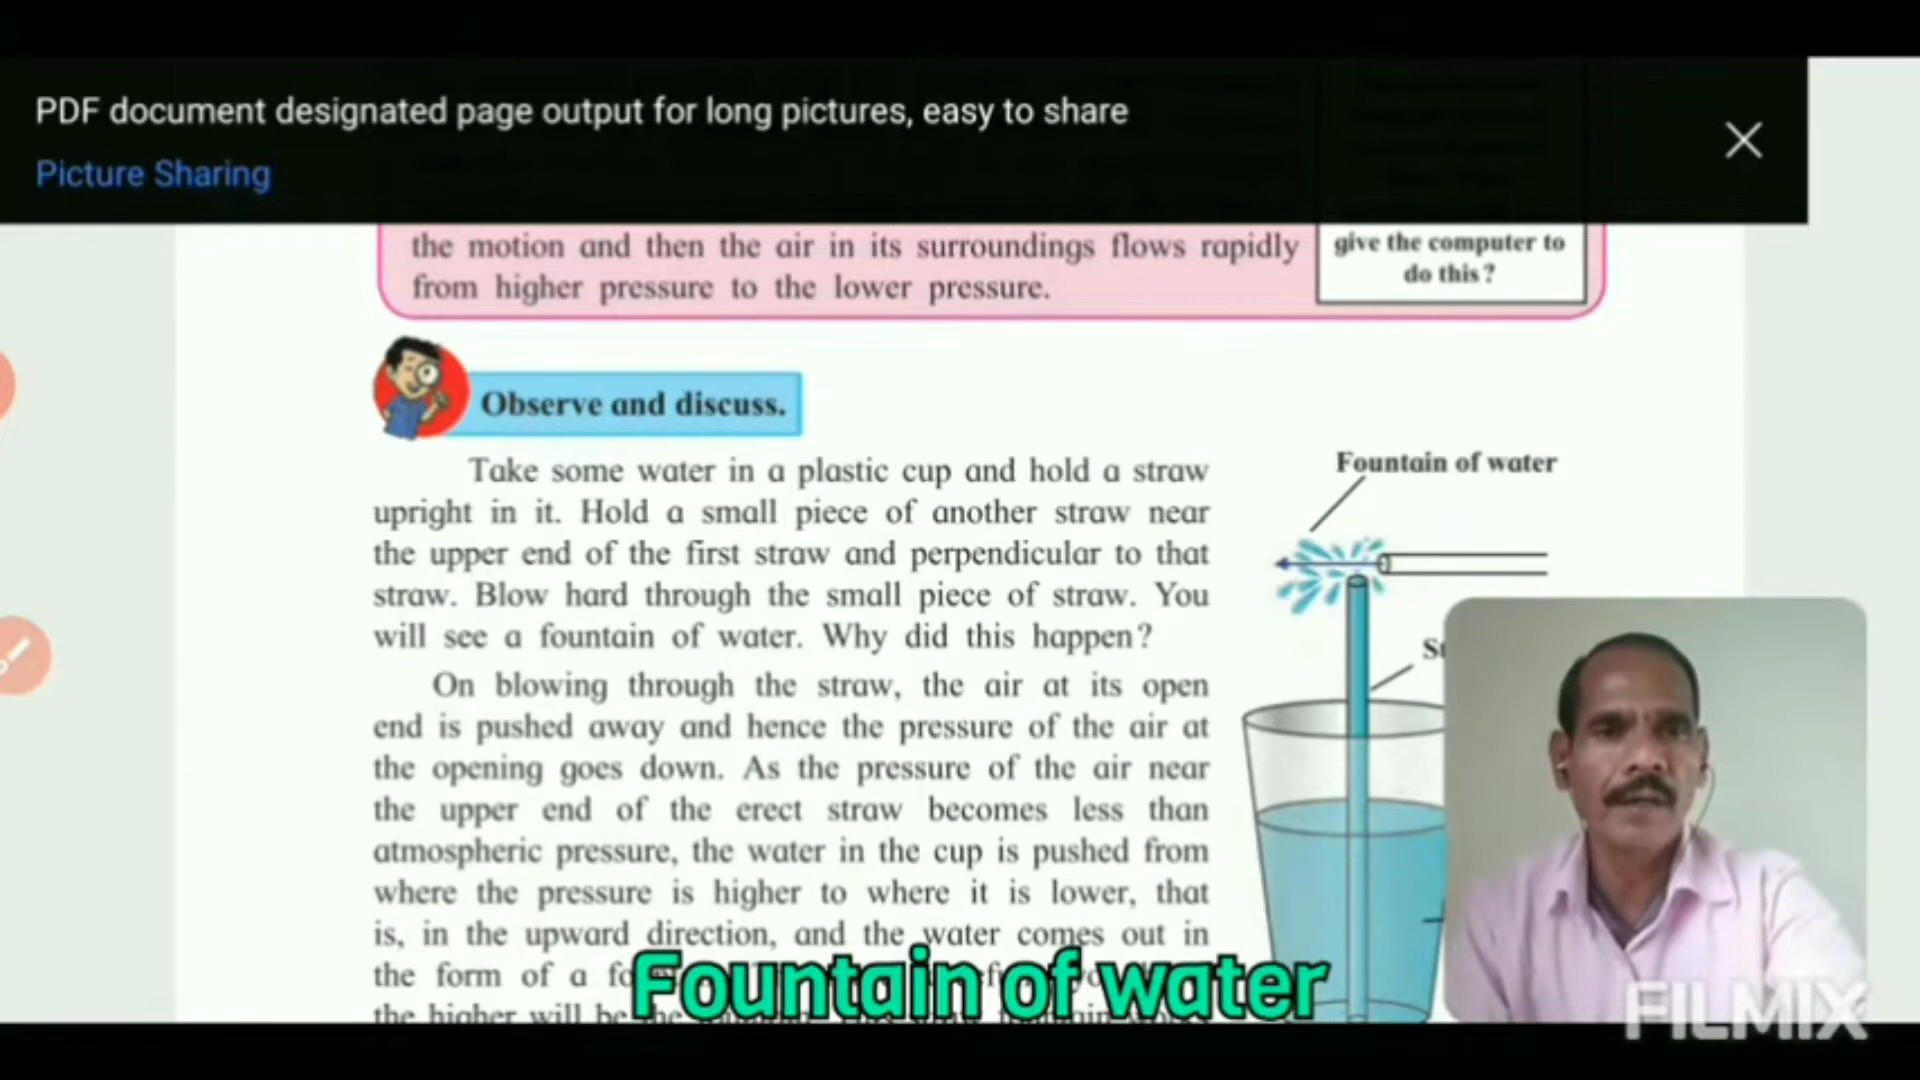 PDF document designated page output for long pictures, easy to share
Picture Sharing
the motion and then the air in its surroundings flows rapidly
from higher pressure to the lower pressure.
give the computer to
do this?
Observe and discuss.
Take some water in a plastic cup and hold a straw
upright in it. Hold a small piece of another straw near
the upper end of the first straw and perpendicular to that
straw. Blow hard through the small piece of straw. You
will see a fountain of water. Why did this happen?
On blowing through the straw, the air at its open
end is pushed away and hence the pressure of the air at
the opening goes down. As the pressure of the air near
the upper end of the erect straw becomes less than
atmospheric pressure, the water in the cup is pushed from
where the pressure is higher to where it is lower, that
is, in the upward direction, and the water comes out in
the form of a
the higher will be the
Fountain of water
Fountain of water
FILMIX